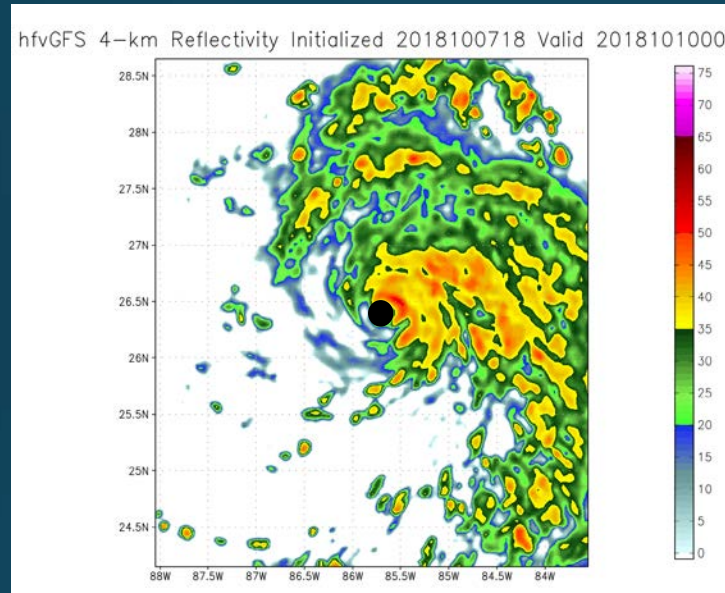 hfvGFS 4-km Reflectivity Initialized 2018100718 Valid 2018101000
28.5N
28N
27.5N
27N
26.5N
26N
25.5N
25N
24.5N
88W 87.5W 87W 86.5W 86W 85.5W 85W 84.5W 84W
75
70
65
60
55
50
45
40
35
30
25
20
15
10
5
0